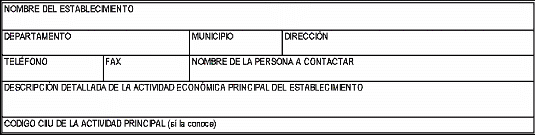 NOMBRE DEL ESTABLECIMIENTO
DEPARTAMENTO MUNICIPIO DIRECCIÓN
TELÉFONO FAX NOMBRE DE LA PERSONA A CONTACTAR
DESCRIPCIÓN DETALLADA DE LA ACTIVIDAD ECONÓMICA PRINCIPAL DEL ESTABLECIMIENTO
CODIGO CIIU DE LA ACTIVIDAD PRINCIPAL (si la conoce)